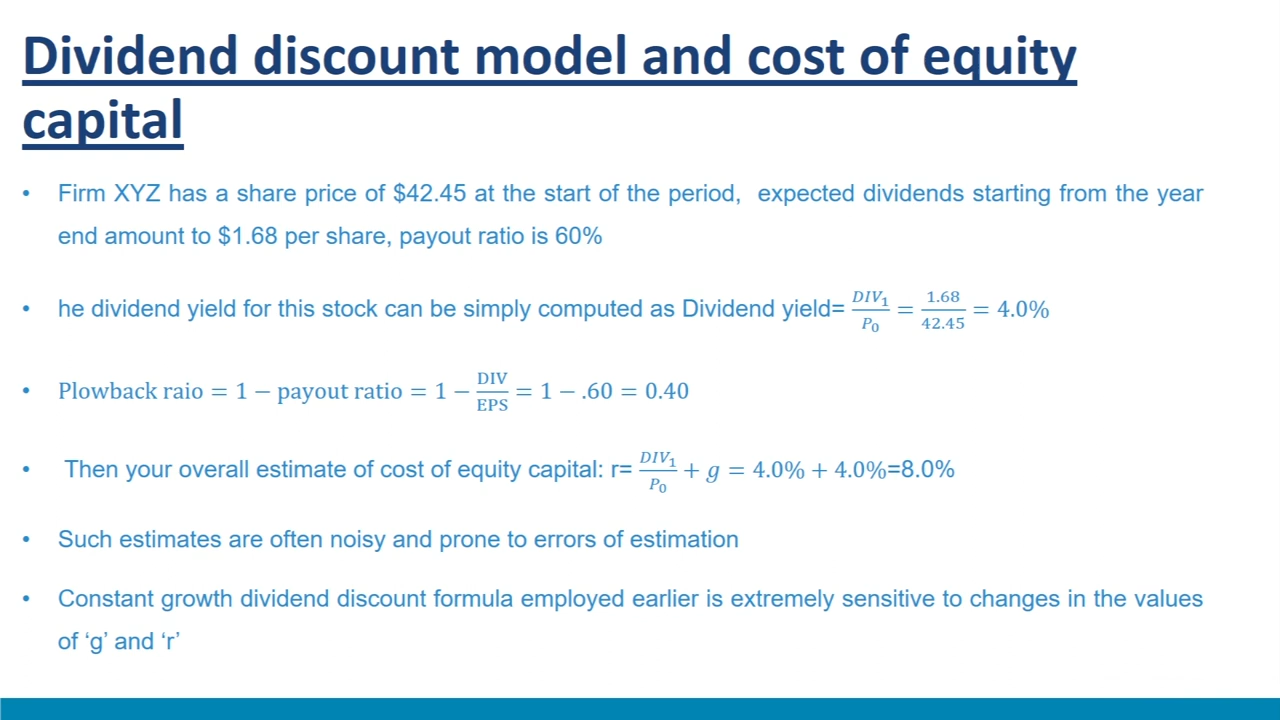 Dividend discount model and cost of equity
capital
• Firm XYZ has a share price of $42.45 at the start of the period, expected dividends starting from the year
end amount to $1.68 per share, payout ratio is 60%
• he dividend yield for this stock can be simply computed as Dividend yield= DIV₁/P₀ = 1.68/42.45 = 4.0%
• Plowback raio = 1 − payout ratio = 1 − DIV/EPS = 1 − .60 = 0.40
• Then your overall estimate of cost of equity capital: r= DIV₁/P₀ + g = 4.0% + 4.0%=8.0%
• Such estimates are often noisy and prone to errors of estimation
• Constant growth dividend discount formula employed earlier is extremely sensitive to changes in the values
of ‘g’ and ‘r’